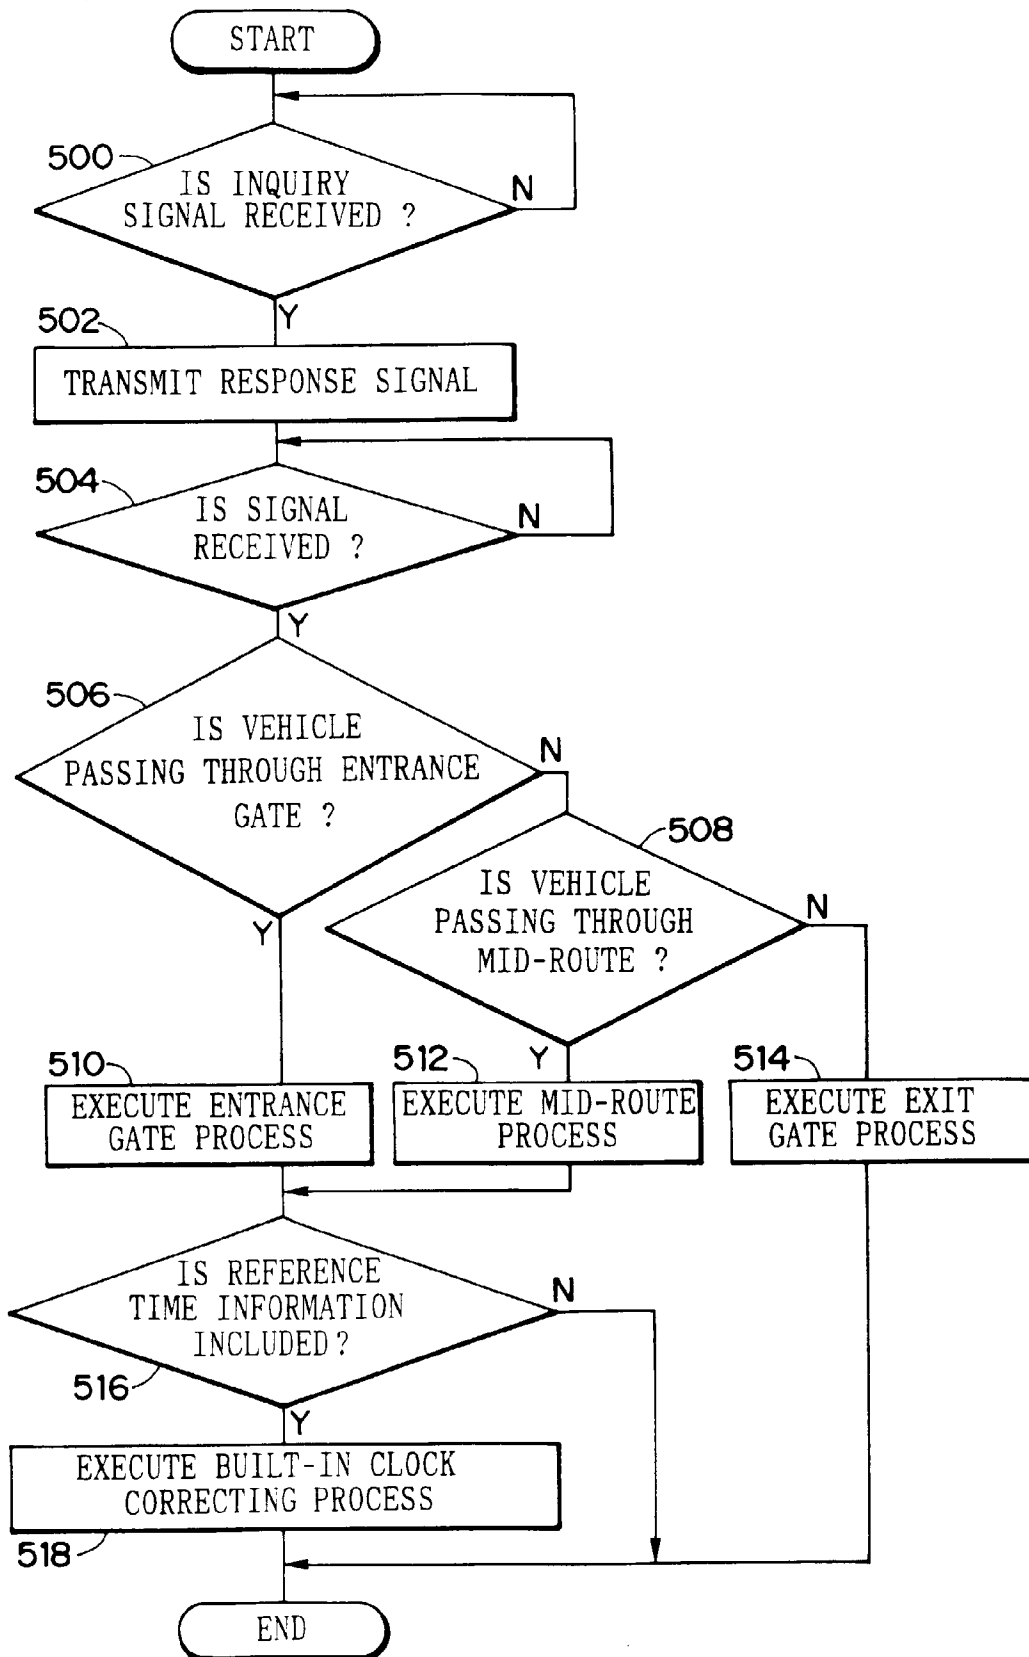 START
500
IS INQUIRY
SIGNAL RECEIVED ?
N
Y
502
TRANSMIT RESPONSE SIGNAL
504
IS SIGNAL
RECEIVED ?
N
Y
506
IS VEHICLE
PASSING THROUGH ENTRANCE
GATE ?
N
Y
508
IS VEHICLE
PASSING THROUGH
MID-ROUTE ?
N
Y
510
EXECUTE ENTRANCE
GATE PROCESS
512
EXECUTE MID-ROUTE
PROCESS
514
EXECUTE EXIT
GATE PROCESS
IS REFERENCE
TIME INFORMATION
INCLUDED ?
N
516
Y
EXECUTE BUILT-IN CLOCK
CORRECTING PROCESS
518
END